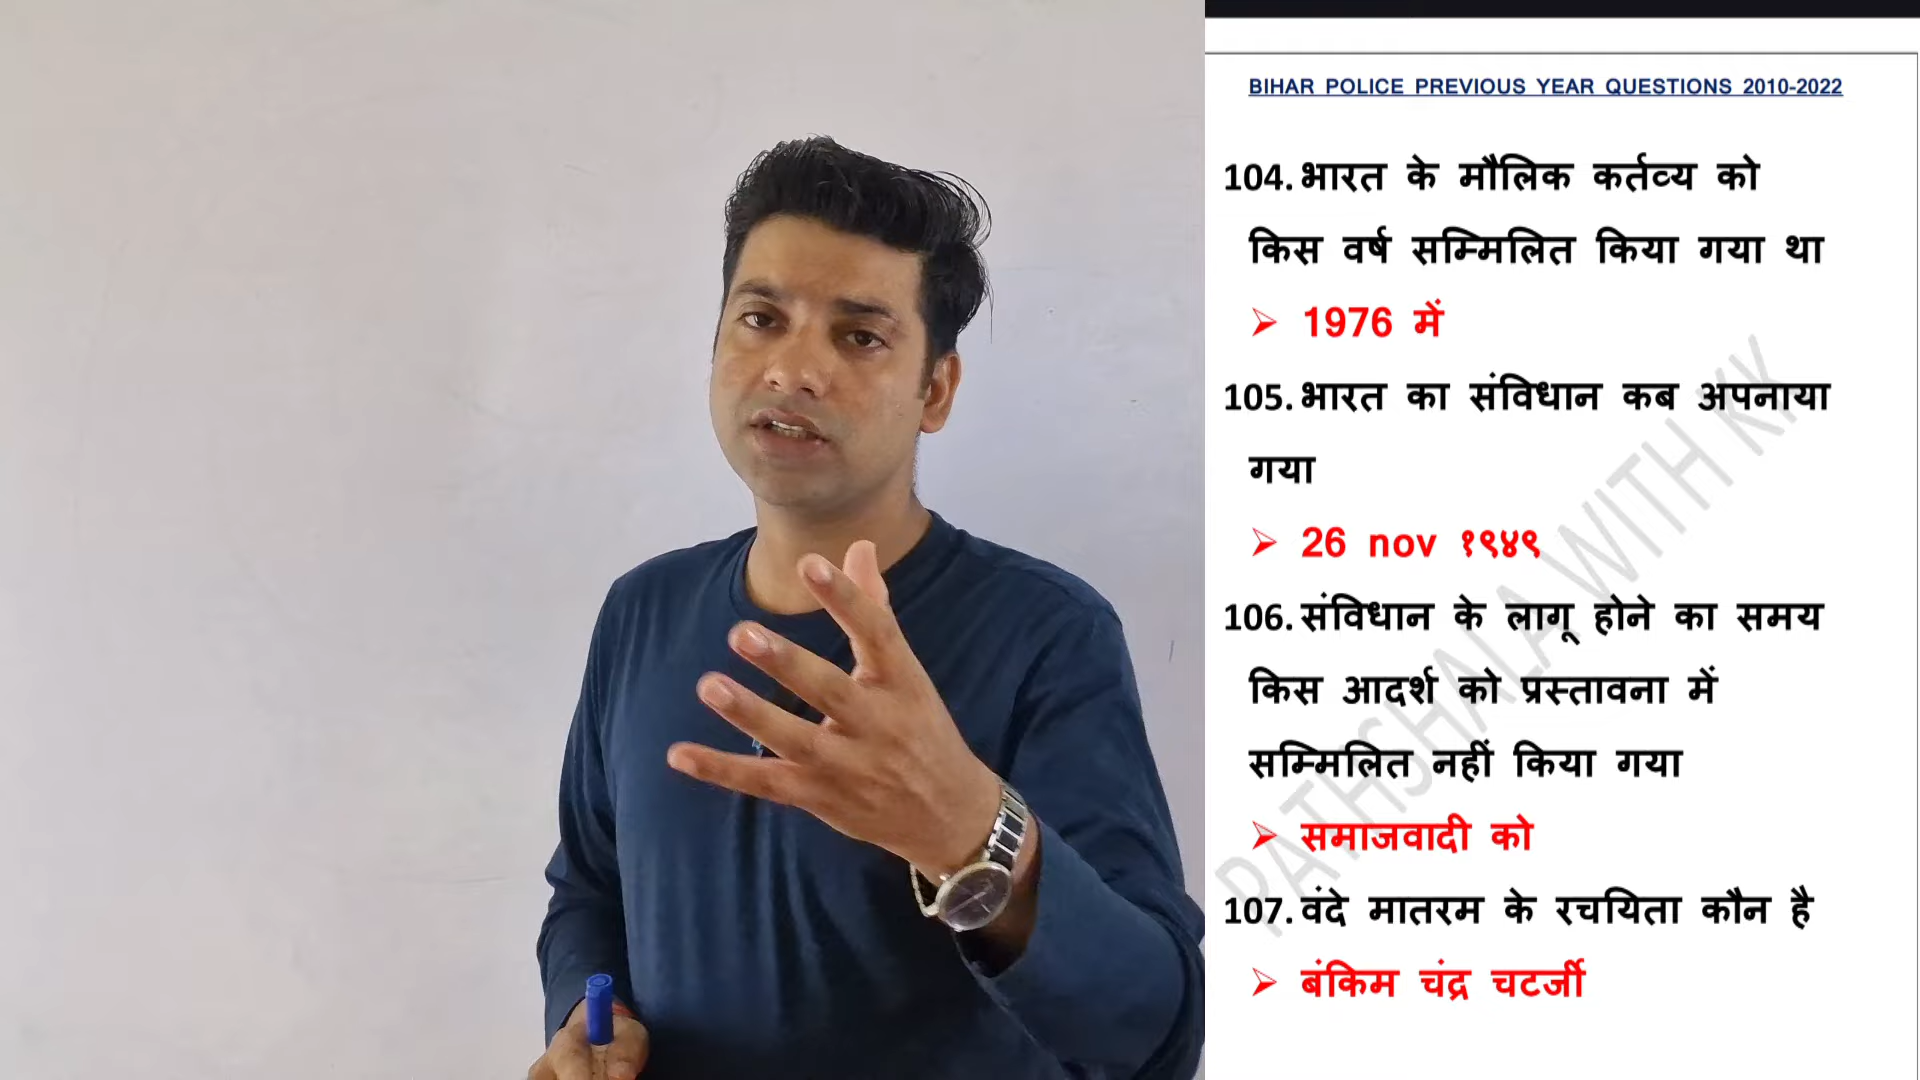 BIHAR POLICE PREVIOUS YEAR QUESTIONS 2010-2022
104. भारत के मौलिक कर्तव्य को
किस वर्ष सम्मिलित किया गया था
➢ 1976 में
105. भारत का संविधान कब अपनाया
गया
➢ 26 nov १९४९
106. संविधान के लागू होने का समय
किस आदर्श को प्रस्तावना में
सम्मिलित नहीं किया गया
➢ समाजवादी को
107. वंदे मातरम के रचयिता कौन है
➢ बंकिम चंद्र चटर्जी
PATHSHALA WITH KK